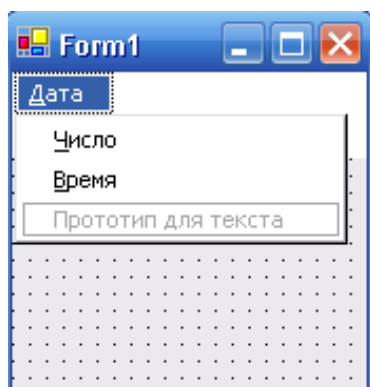 Form1
Дата
Число
Время
Прототип для текста